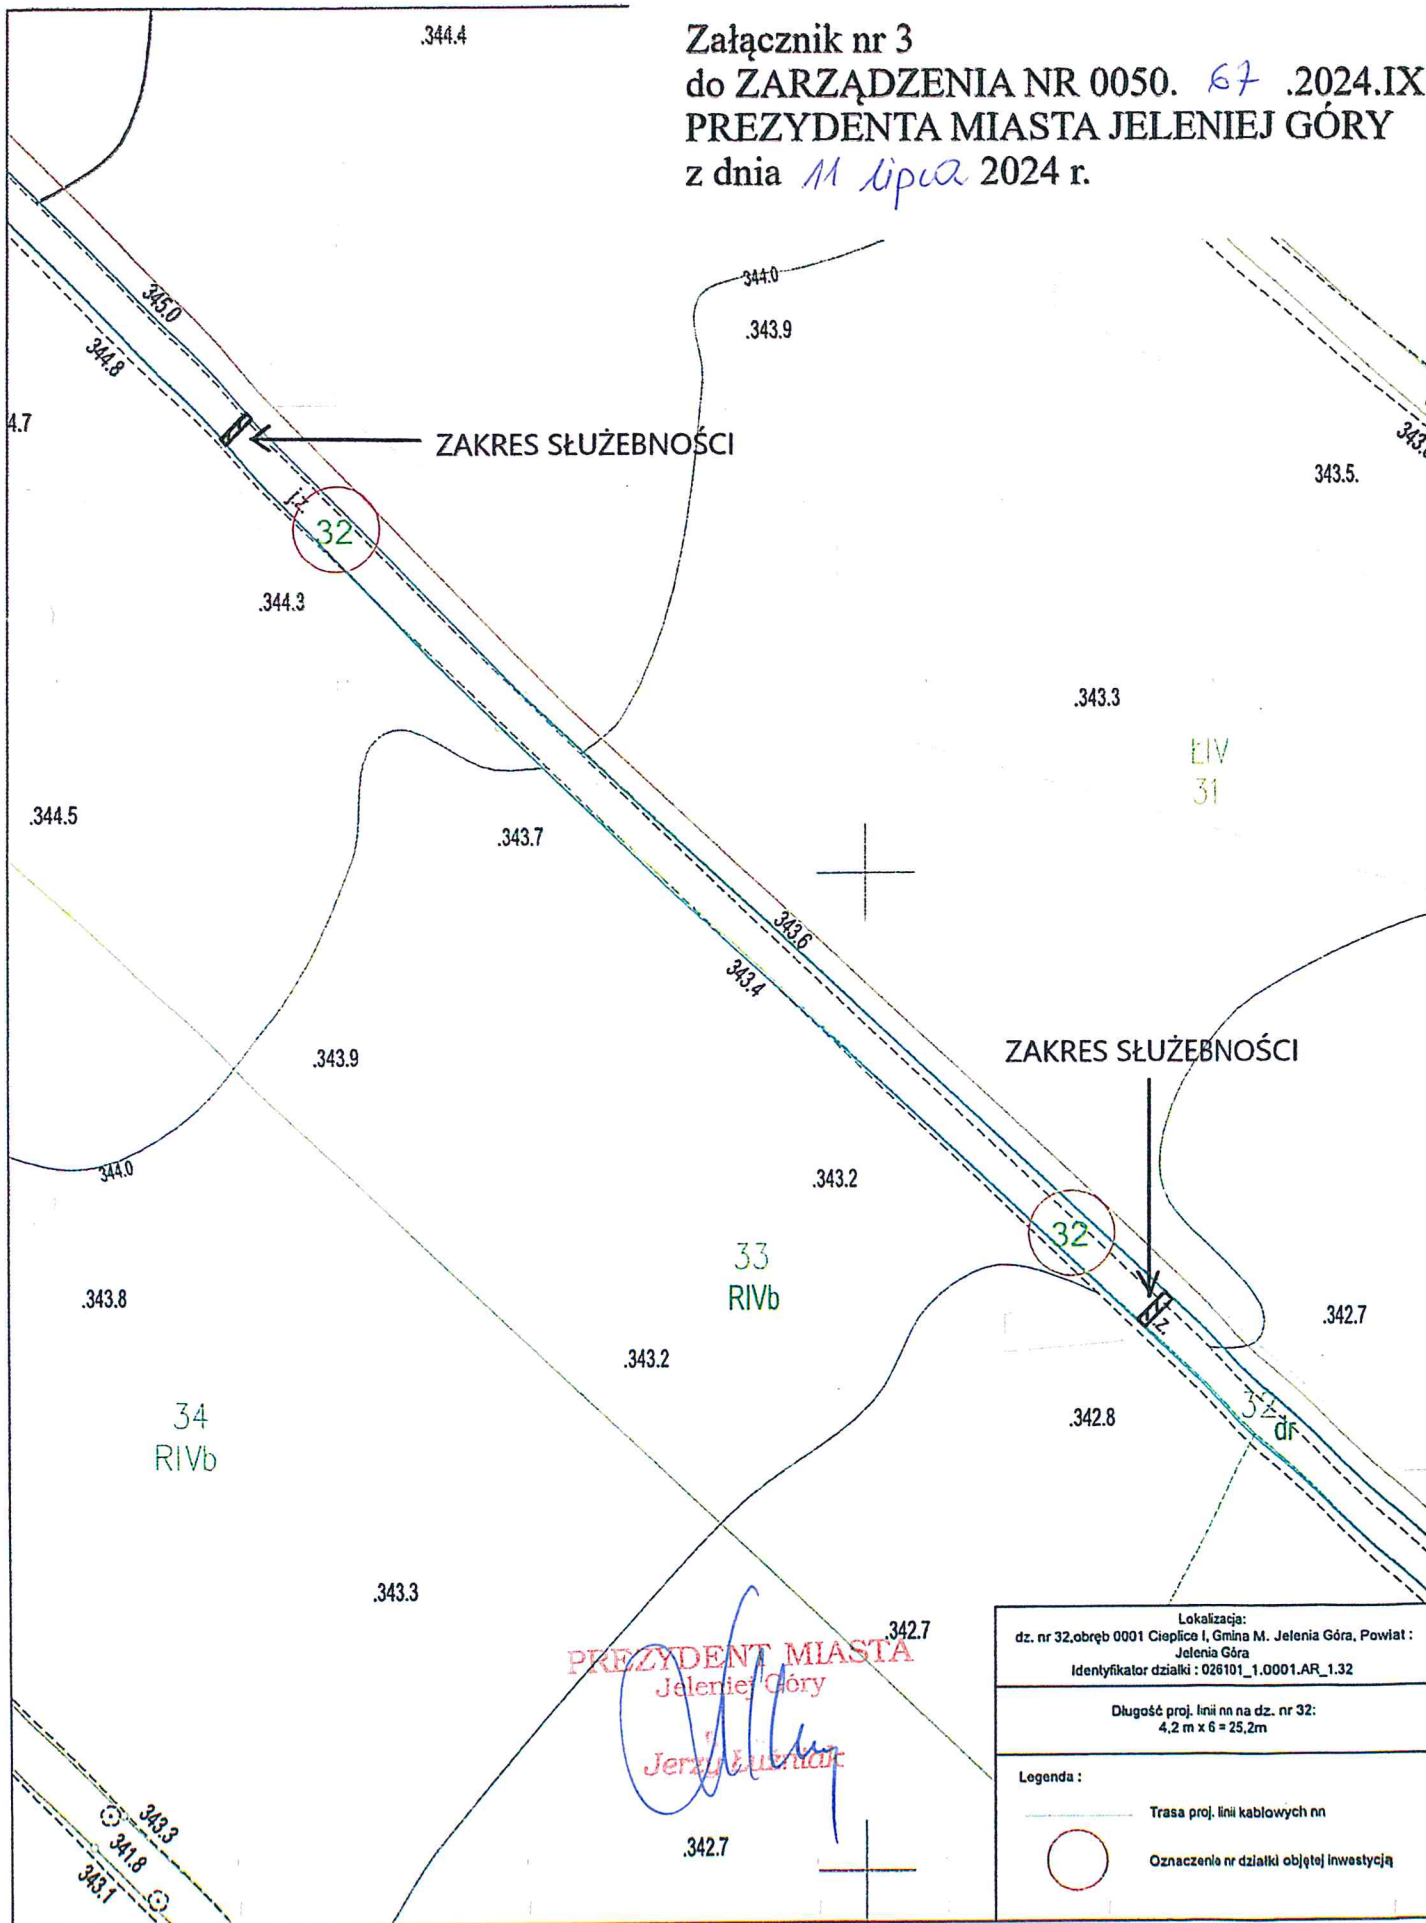 .344.4
Załącznik nr 3
do ZARZĄDZENIA NR 0050. 67 .2024.IX
PREZYDENTA MIASTA JELENIEJ GÓRY
z dnia 11 lipca 2024 r.
344.0
345.0
.343.9
344.8
4.7
ZAKRES SŁUŻEBNOŚCI
343.5.
j.z.
32
.344.3
.343.3
ŁIV
31
.344.5
.343.7
343.6
343.4
.343.9
ZAKRES SŁUŻEBNOŚCI
344.0
.343.2
32
33
RIVb
.343.8
.342.7
z.
.343.2
34
RIVb
.342.8
32
dr
.343.3
.342.7
PREZYDENT MIASTA
Jeleniej Góry
Jerzy Łużniak
.342.7
343.3
341.8
343.1
Lokalizacja:
dz. nr 32,obręb 0001 Cieplice I, Gmina M. Jelenia Góra, Powiat :
Jelenia Góra
Identyfikator działki : 026101_1.0001.AR_1.32
Długość proj. linii nn na dz. nr 32:
4,2 m x 6 = 25,2m
Legenda :
Trasa proj. linii kablowych nn
Oznaczenie nr działki objętej inwestycją